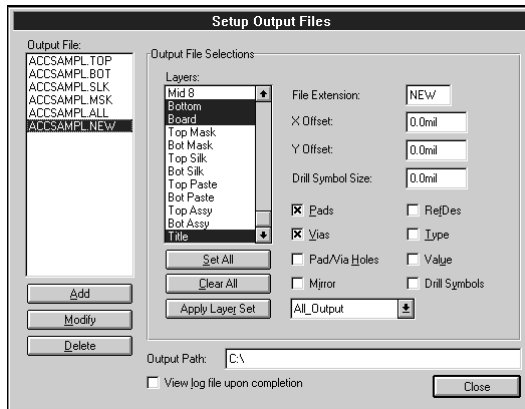 Setup Output Files
Output File:
ACCSAMPL.TOP
ACCSAMPL.BOT
ACCSAMPL.SLK
ACCSAMPL.MSK
ACCSAMPL.ALL
ACCSAMPL.NEW
Add
Modify
Delete
Output File Selections
Layers:
Mid 8
Bottom
Board
Top Mask
Bot Mask
Top Silk
Bot Silk
Top Paste
Bot Paste
Top Assy
Bot Assy
Title
Set All
Clear All
Apply Layer Set
File Extension: NEW
X Offset: 0.0mil
Y Offset: 0.0mil
Drill Symbol Size: 0.0mil
Pads RefDes
Vias Type
Pad/Via Holes Value
Mirror Drill Symbols
All_Output
Output Path: C:\
View log file upon completion
Close